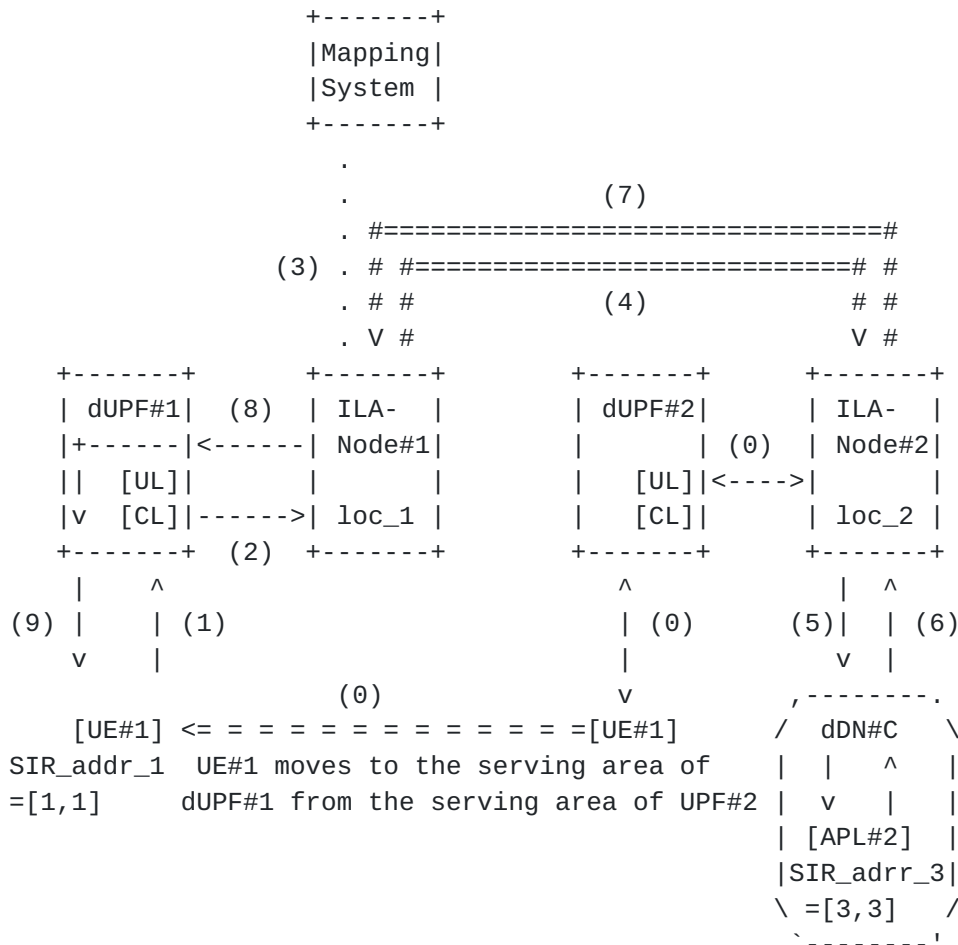 +-------+
|Mapping|
|System |
+-------+
.
. (7)
. #================================#
(3) . # #============================# #
. # # (4) # #
. V # V #
+-------+ +-------+ +-------+ +-------+
| dUPF#1| (8) | ILA- | | dUPF#2| | ILA- |
|+------|<------| Node#1| | | (0) | Node#2|
|| [UL]| | | | [UL]|<---->| |
|v [CL]|------>| loc_1 | | [CL]| | loc_2 |
+-------+ (2) +-------+ +-------+ +-------+
| ^ ^ | ^
(9) | | (1) | (0) (5)| | (6)
v | | v |
(0) v ,--------.
[UE#1] <= = = = = = = = = = = = =[UE#1] / dDN#C \
SIR_addr_1 UE#1 moves to the serving area of | | ^ |
=[1,1] dUPF#1 from the serving area of UPF#2 | v | |
| [APL#2] |
|SIR_adrr_3|
\ =[3,3] /
`--------'